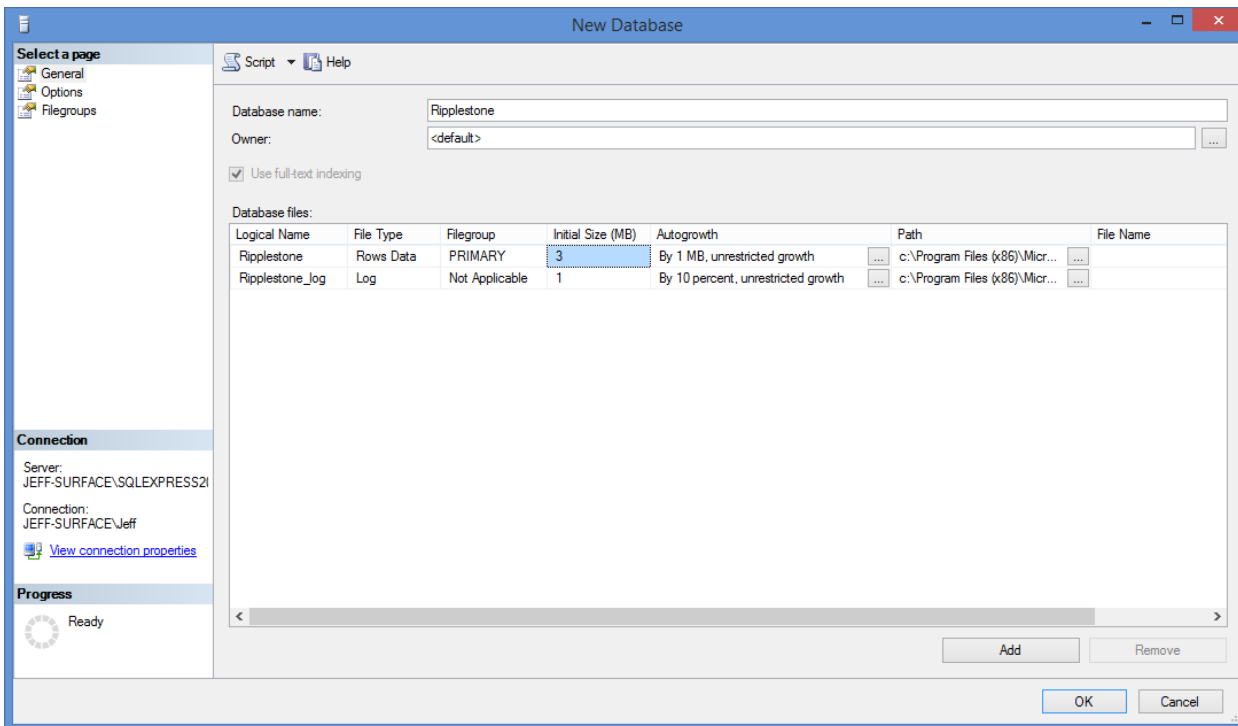 New Database
Select a page
General
Options
Filegroups
Script Help
Database name: Ripplestone
Owner: <default> ...
Use full-text indexing
Database files:
Logical Name File Type Filegroup Initial Size (MB) Autogrowth Path File Name
Ripplestone Rows Data PRIMARY 3 By 1 MB, unrestricted growth ... c:\Program Files (x86)\Micr... ...
Ripplestone_log Log Not Applicable 1 By 10 percent, unrestricted growth ... c:\Program Files (x86)\Micr... ...
Connection
Server:
JEFF-SURFACE\SQLEXPRESS20
Connection:
JEFF-SURFACE\Jeff
View connection properties
Progress
Ready
Add Remove
OK Cancel